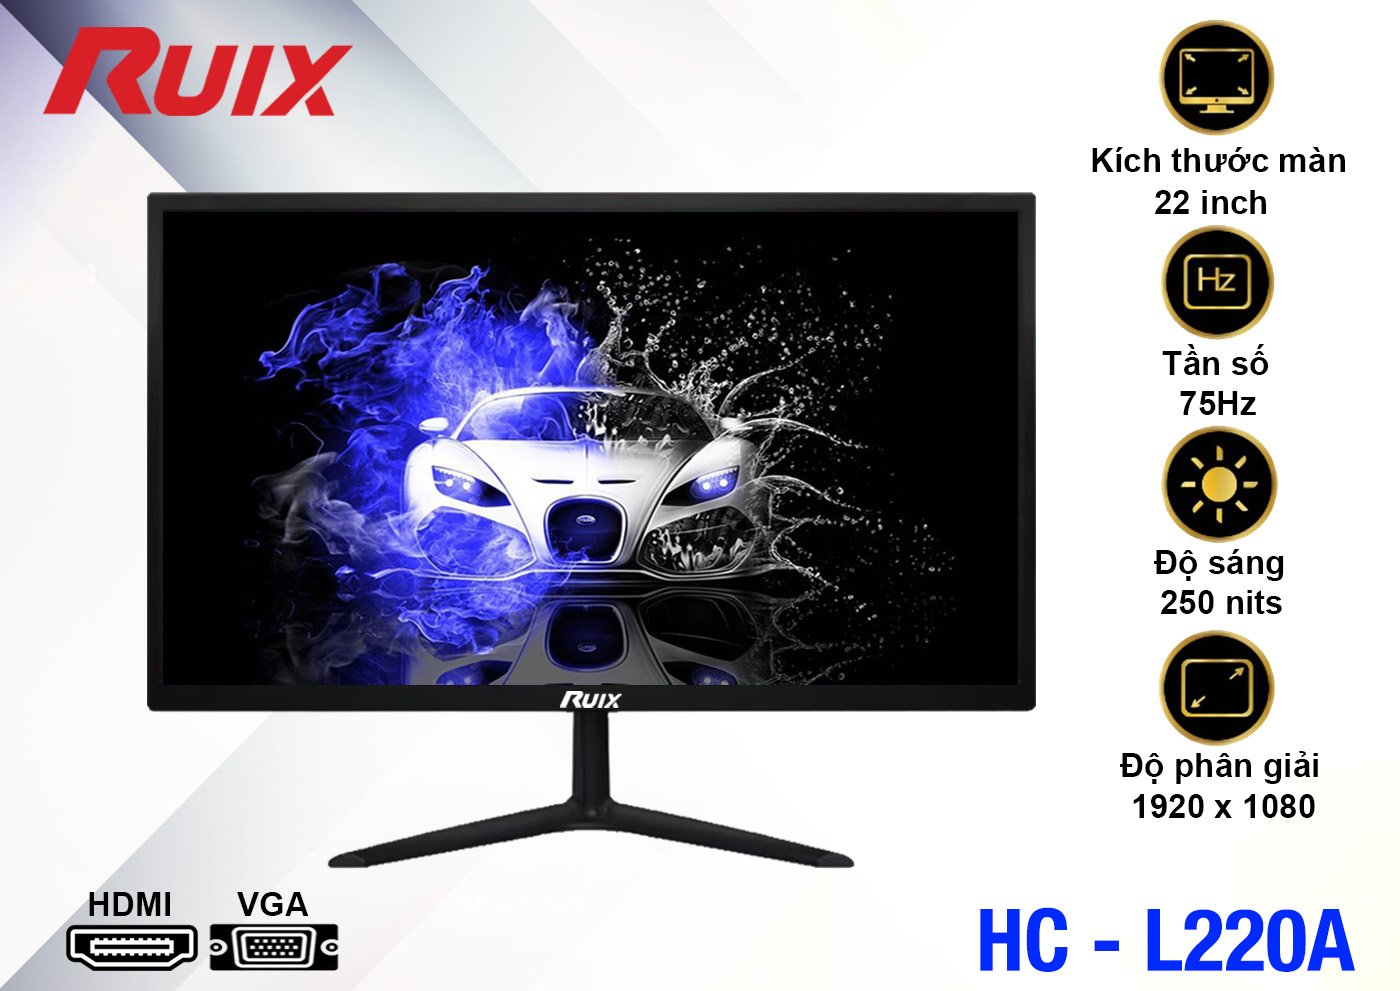 RUIX
Kích thước màn
22 inch
Hz
Tần số
75Hz
Độ sáng
250 nits
Độ phân giải
1920 x 1080
RUIX
HDMI VGA
HC - L220A